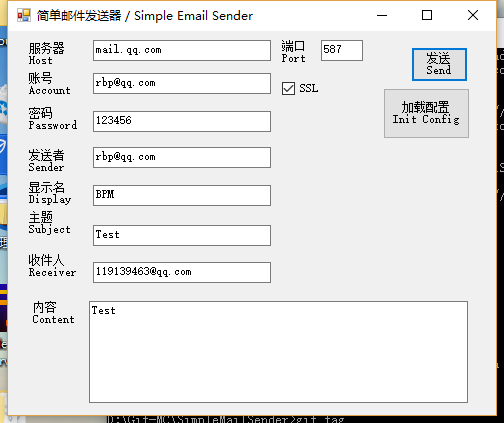 简单邮件发送器 / Simple Email Sender
服务器
Host
mail.qq.com
端口
Port
587
发送
Send
账号
Account
rbp@qq.com
SSL
加载配置
Init Config
密码
Password
123456
发送者
Sender
rbp@qq.com
显示名
Display
BPM
主题
Subject
Test
收件人
Receiver
119139463@qq.com
内容
Content
Test
D:\Git-MC\SimpleMailSender>git tag